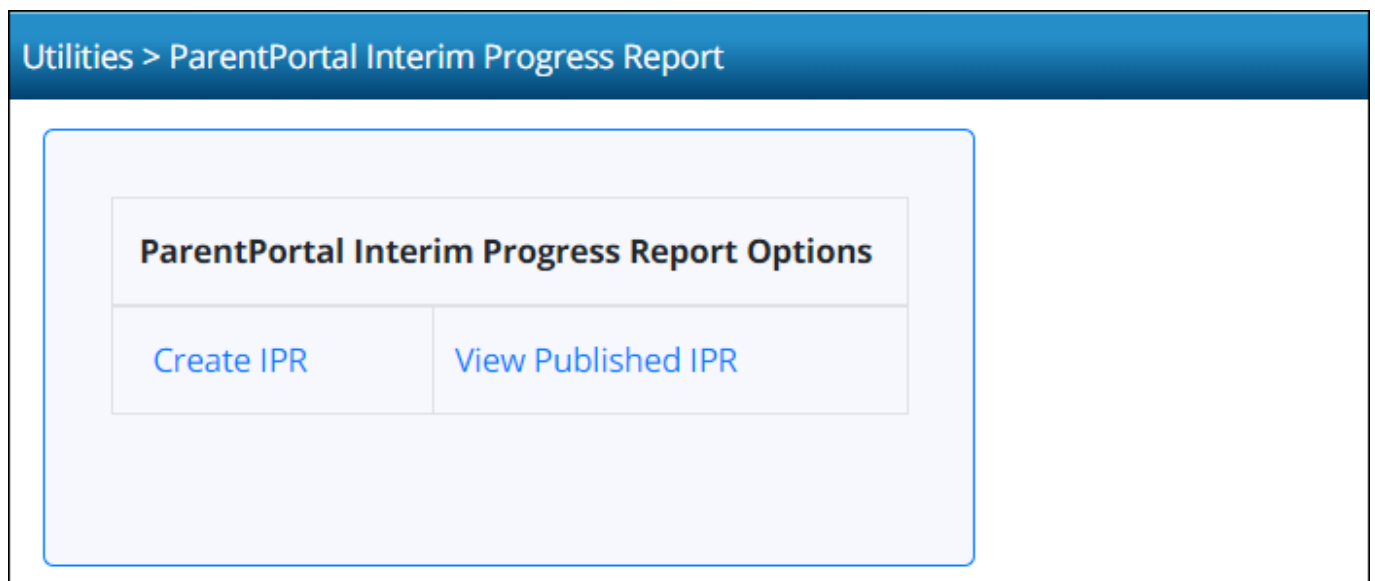 Utilities > ParentPortal Interim Progress Report
ParentPortal Interim Progress Report Options
Create IPR
View Published IPR